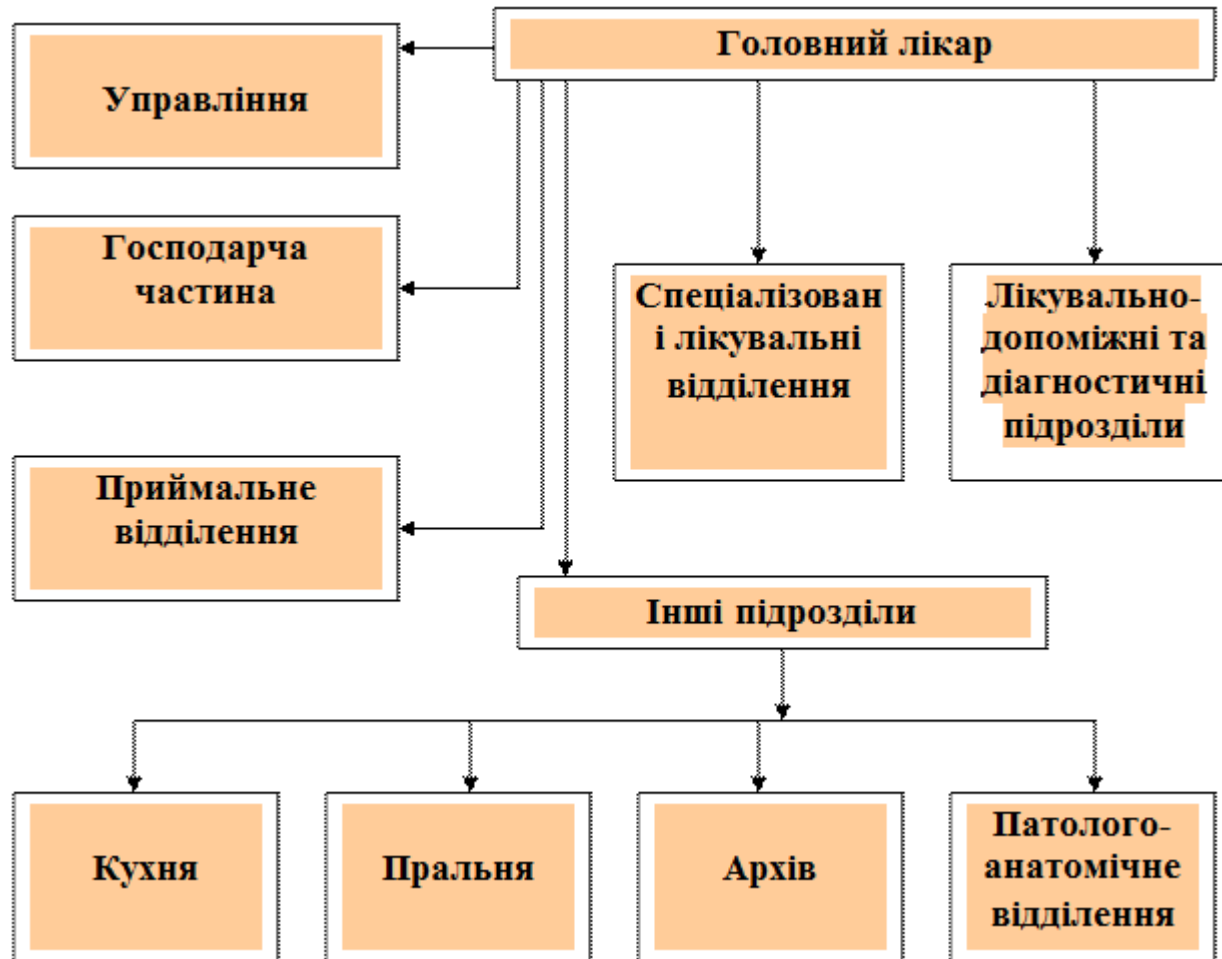 Головний лікар
Управління
Господарча
частина
Спеціалізован
і лікувальні
відділення
Лікувально-
допоміжні та
діагностичні
підрозділи
Приймальне
відділення
Інші підрозділи
Кухня
Пральня
Архів
Патолого-
анатомічне
відділення